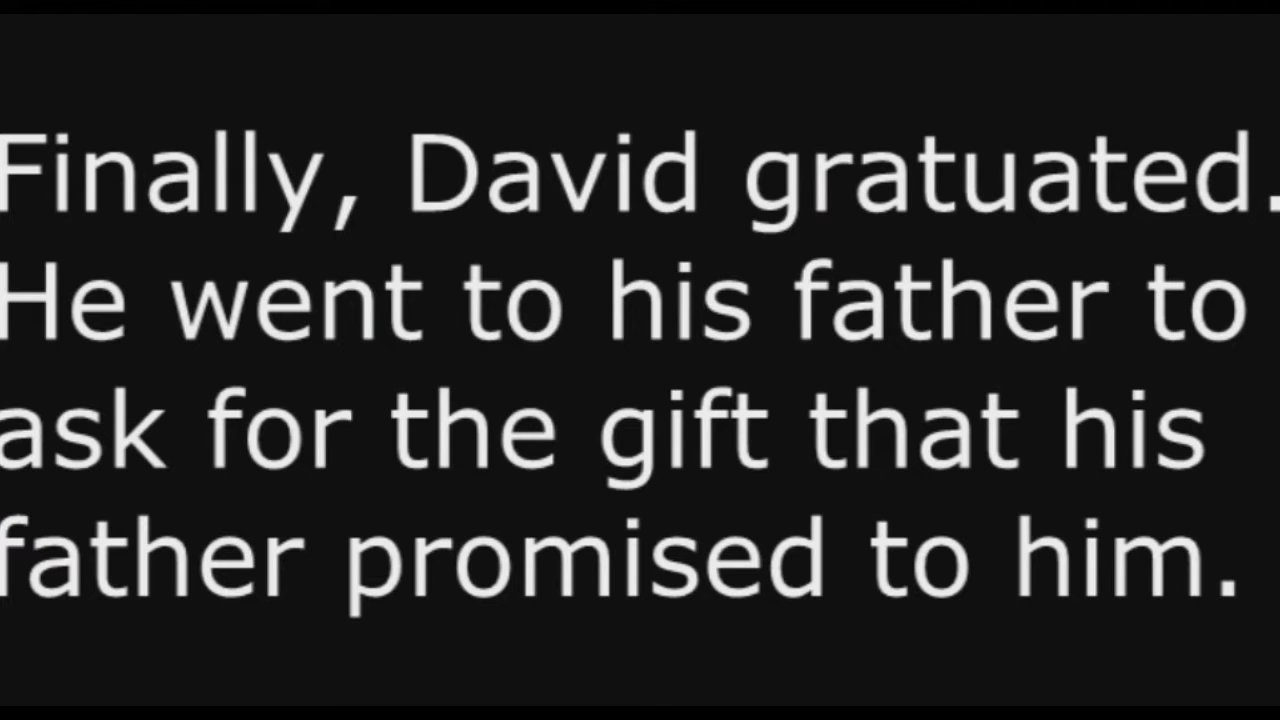 Finally, David gratuated.
He went to his father to
ask for the gift that his
father promised to him.